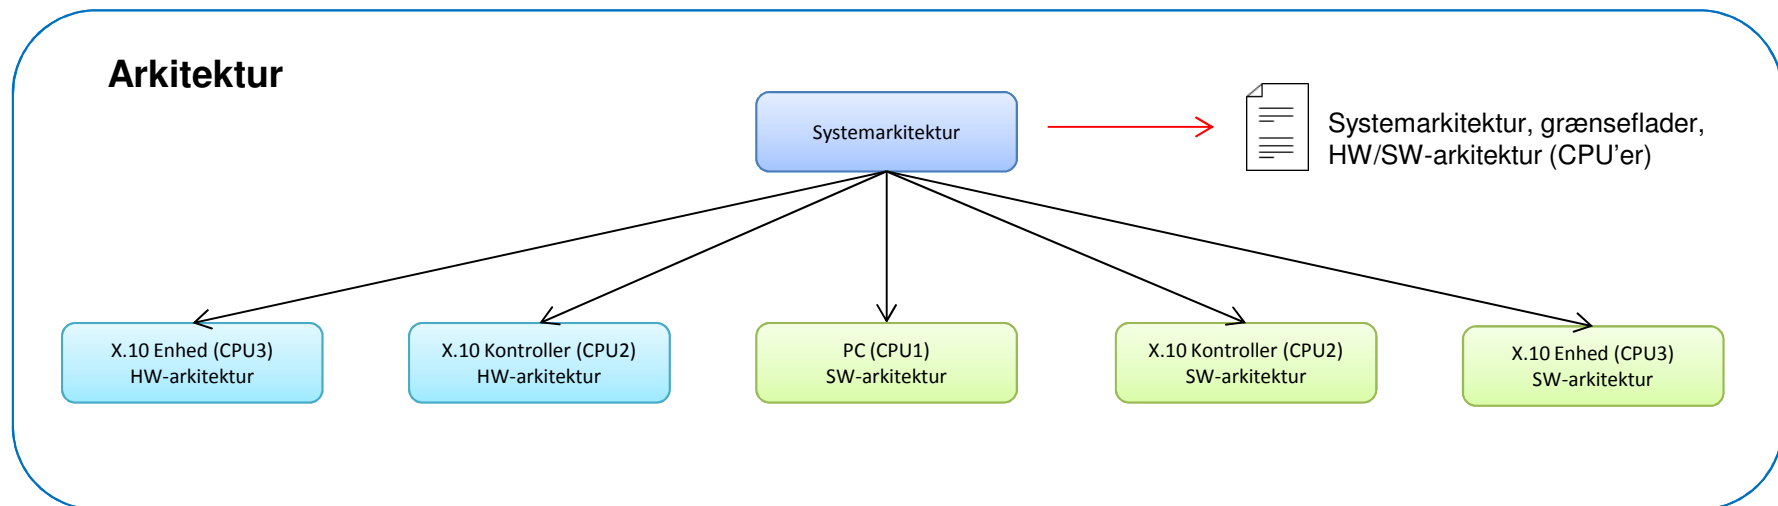 Arkitektur
Systemarkitektur
Systemarkitektur, grænseflader,
HW/SW-arkitektur (CPU’er)
X.10 Enhed (CPU3)
HW-arkitektur
X.10 Kontroller (CPU2)
HW-arkitektur
PC (CPU1)
SW-arkitektur
X.10 Kontroller (CPU2)
SW-arkitektur
X.10 Enhed (CPU3)
SW-arkitektur